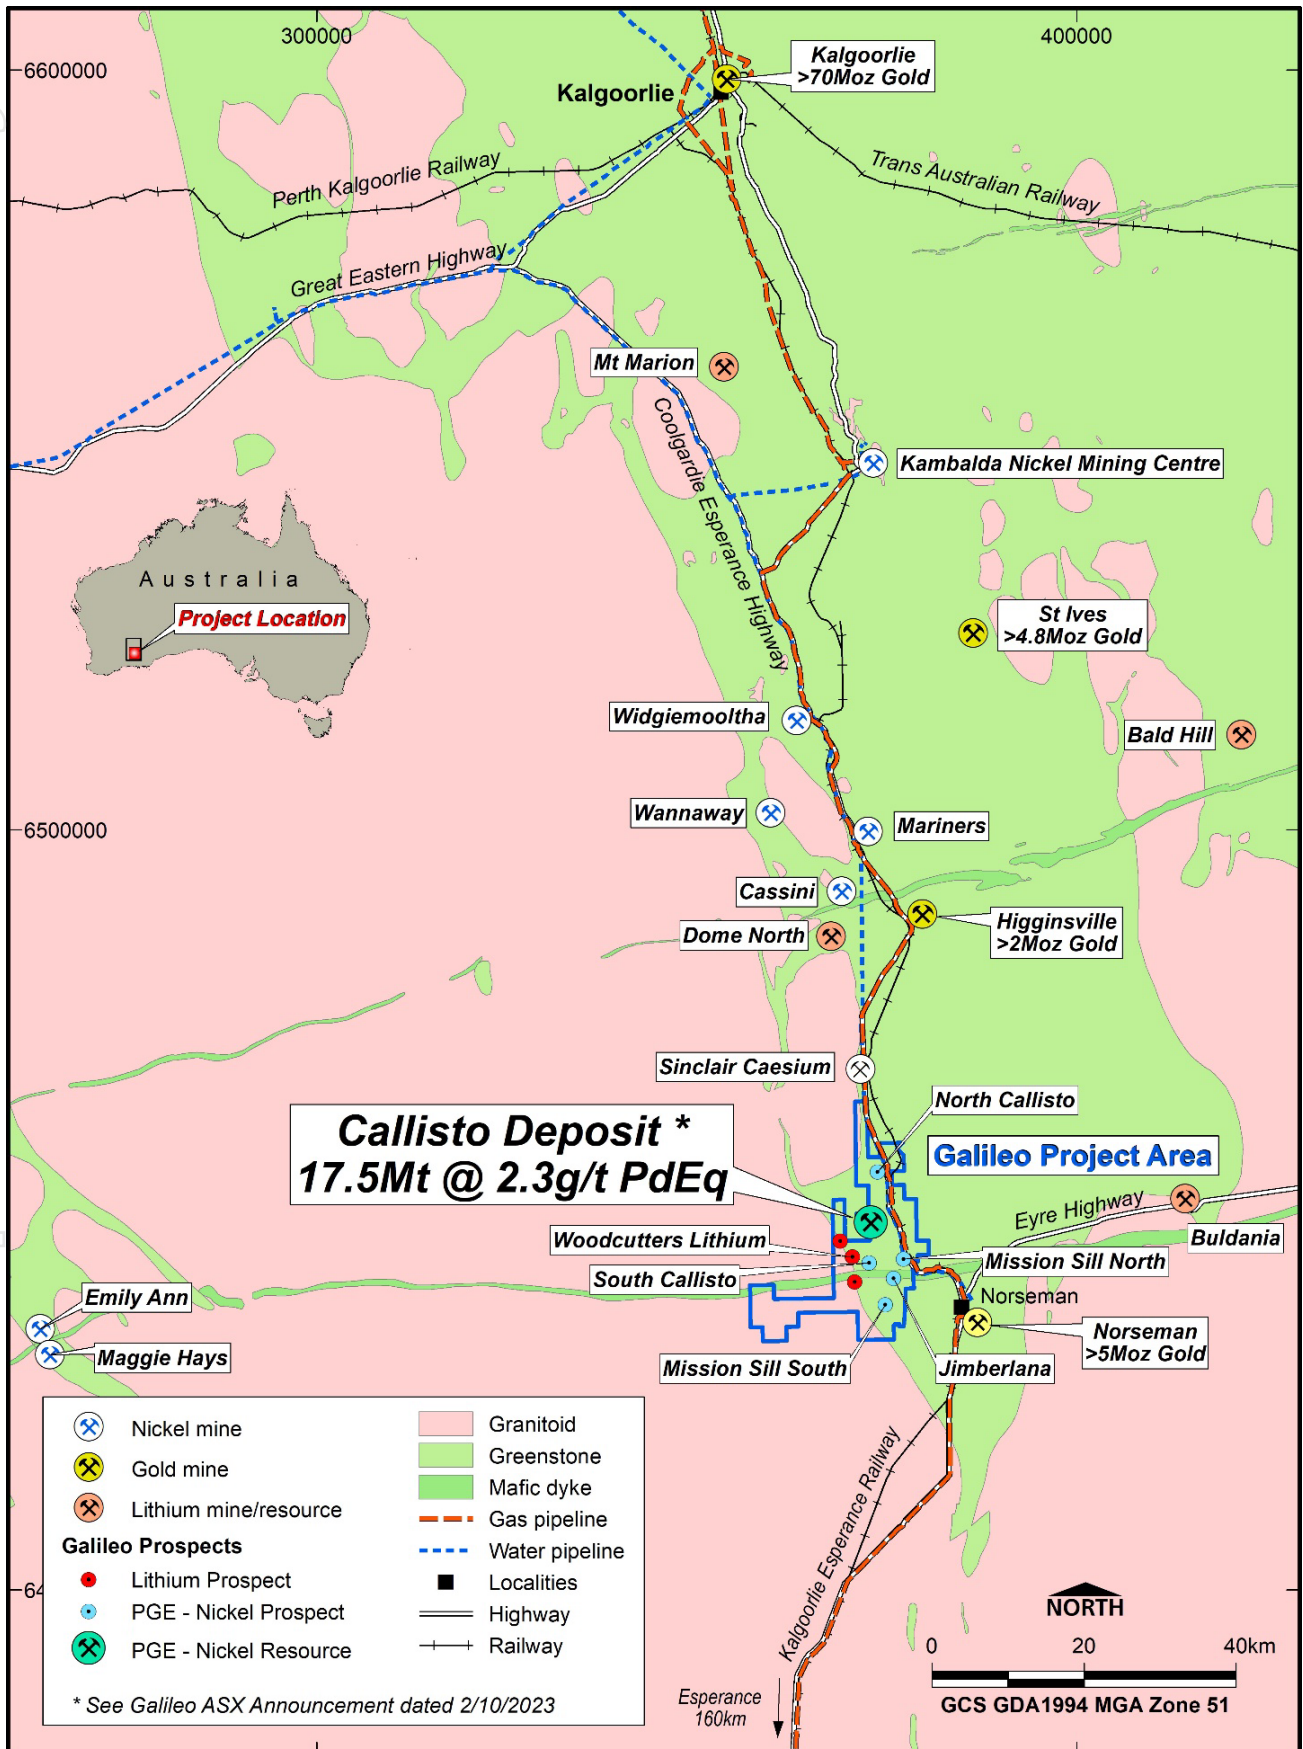 300000
400000
6600000
Kalgoorlie
>70Moz Gold
Kalgoorlie
Perth Kalgoorlie Railway
Trans Australian Railway
Great Eastern Highway
Mt Marion
Coolgardie Esperance Highway
Kambalda Nickel Mining Centre
Australia
Project Location
St Ives
>4.8Moz Gold
Widgiemooltha
Bald Hill
Wannaway
Mariners
6500000
Cassini
Dome North
Higginsville
>2Moz Gold
Sinclair Caesium
North Callisto
Callisto Deposit *
17.5Mt @ 2.3g/t PdEq
Galileo Project Area
Eyre Highway
Woodcutters Lithium
Buldania
South Callisto
Mission Sill North
Emily Ann
Norseman
Maggie Hays
Norseman
>5Moz Gold
Mission Sill South
Jimberlana
Nickel mine
Gold mine
Lithium mine/resource
Galileo Prospects
Lithium Prospect
PGE - Nickel Prospect
PGE - Nickel Resource
Granitoid
Greenstone
Mafic dyke
Gas pipeline
Water pipeline
Localities
Highway
Railway
* See Galileo ASX Announcement dated 2/10/2023
64
Kalgoorlie Esperance Railway
Esperance
160km
NORTH
0 20 40km
GCS GDA1994 MGA Zone 51